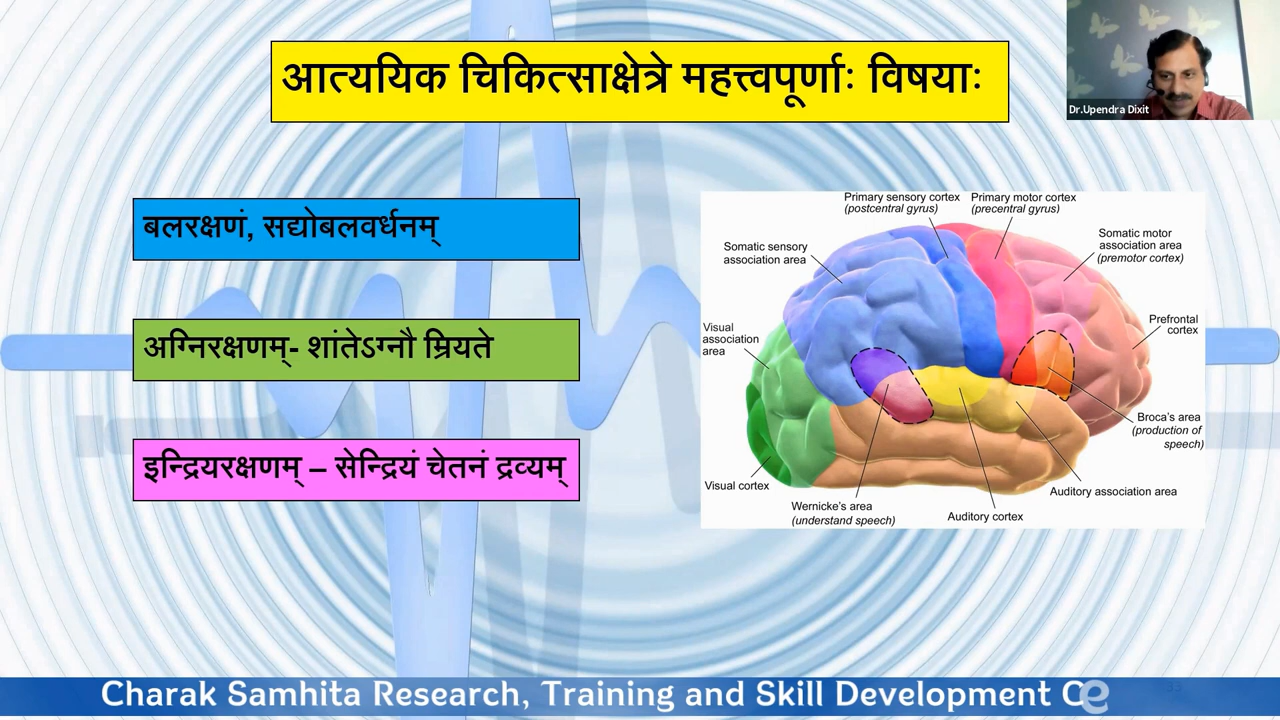 आत्ययिक चिकित्साक्षेत्रे महत्त्वपूर्णाः विषयाः
Dr.Upendra Dixit
बलरक्षणं, सद्योबलवर्धनम्
अग्निरक्षणम्- शांतेऽग्नौ म्रियते
इन्द्रियरक्षणम् – सेन्द्रियं चेतनं द्रव्यम्
Primary sensory cortex
(postcentral gyrus)
Primary motor cortex
(precentral gyrus)
Somatic sensory
association area
Somatic motor
association area
(premotor cortex)
Visual
association
area
Prefrontal
cortex
Broca's area
(production of
speech)
Visual cortex
Wernicke's area
(understand speech)
Auditory cortex
Auditory association area
Charak Samhita Research, Training and Skill Development